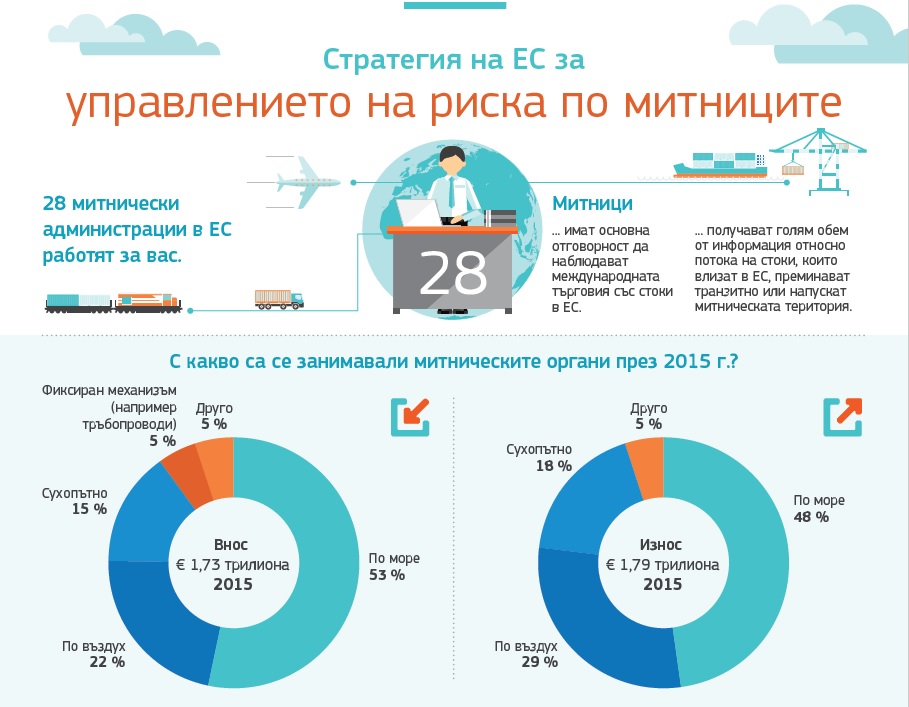 Стратегия на ЕС за
управлението на риска по митниците
28 митнически
администрации в ЕС
работят за вас.
28
Митници
... имат основна
отговорност да
наблюдават
международната
търговия със стоки
в ЕС.
... получават голям обем
от информация относно
потока на стоки, които
влизат в ЕС, преминават
транзитно или напускат
митническата територия.
С какво са се занимавали митническите органи през 2015 г.?
Фиксиран механизъм
(например
тръбопроводи)
5 %
Друго
5 %
Сухопътно
15 %
Внос
€ 1,73 трилиона
2015
По море
53 %
По въздух
22 %
Друго
5 %
Сухопътно
18 %
По море
48 %
Износ
€ 1,79 трилиона
2015
По въздух
29 %